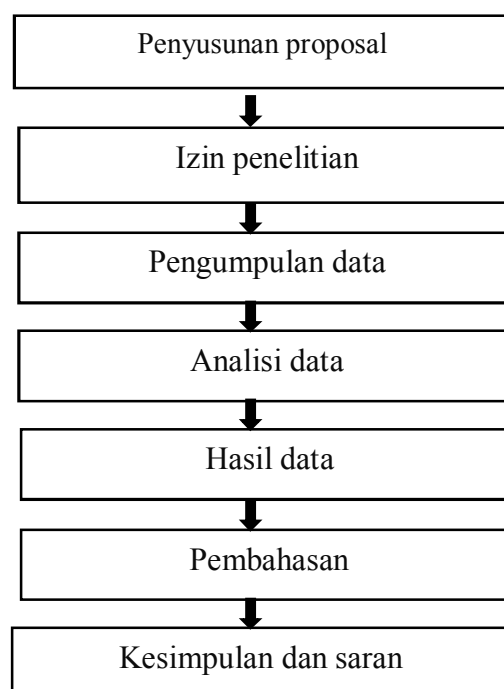 Penyusunan proposal
Izin penelitian
Pengumpulan data
Analisi data
Hasil data
Pembahasan
Kesimpulan dan saran